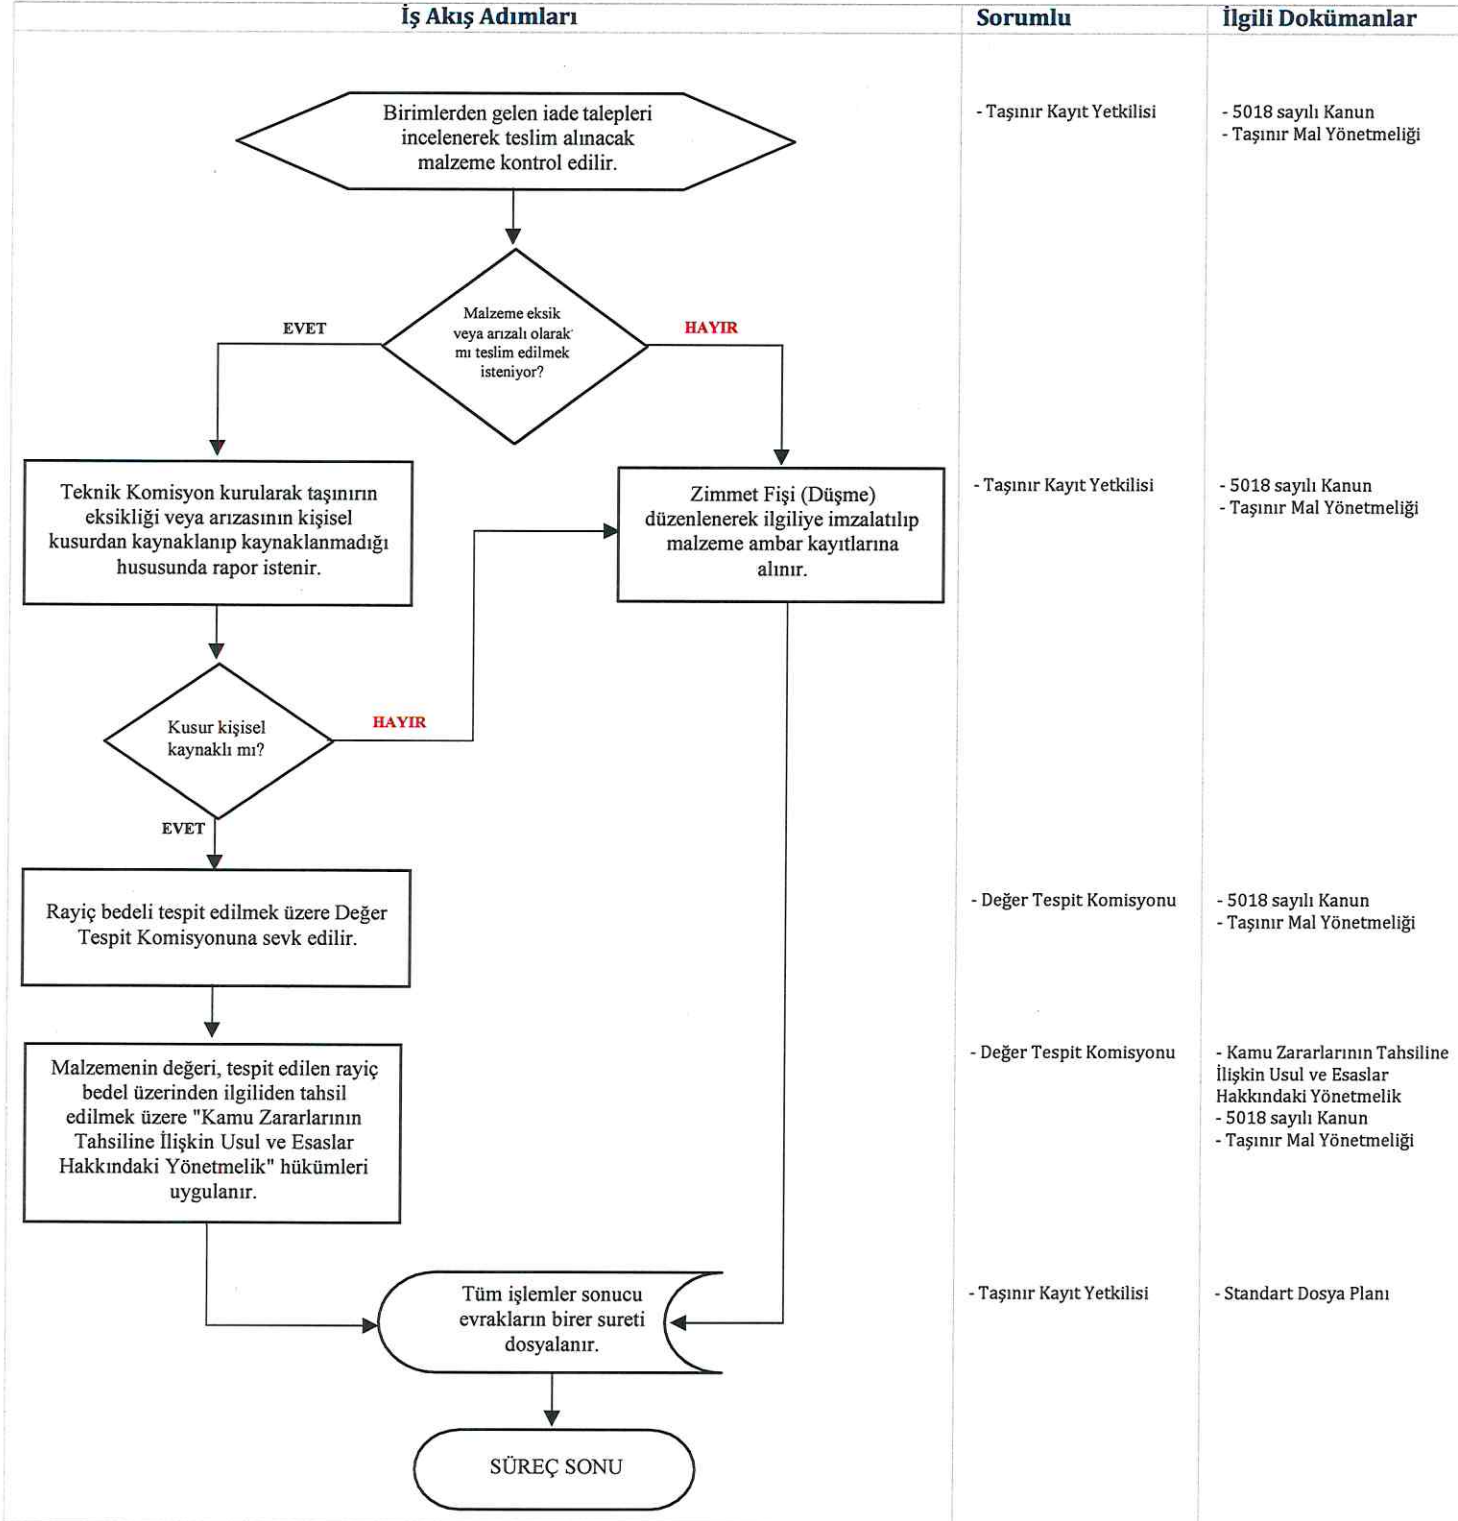 İş Akış Adımları
Sorumlu
İlgili Dokümanlar
Birimlerden gelen iade talepleri
incelenerek teslim alınacak
malzeme kontrol edilir.
- Taşınır Kayıt Yetkilisi
- 5018 sayılı Kanun
- Taşınır Mal Yönetmeliği
Malzeme eksik
veya arızalı olarak
mı teslim edilmek
isteniyor?
EVET
HAYIR
Teknik Komisyon kurularak taşınırın
eksikliği veya arızasının kişisel
kusurdan kaynaklanıp kaynaklanmadığı
hususunda rapor istenir.
Zimmet Fişi (Düşme)
düzenlenerek ilgiliye imzalatılıp
malzeme ambar kayıtlarına
alınır.
- Taşınır Kayıt Yetkilisi
- 5018 sayılı Kanun
- Taşınır Mal Yönetmeliği
Kusur kişisel
kaynaklı mı?
HAYIR
EVET
Rayiç bedeli tespit edilmek üzere Değer
Tespit Komisyonuna sevk edilir.
- Değer Tespit Komisyonu
- 5018 sayılı Kanun
- Taşınır Mal Yönetmeliği
Malzemenin değeri, tespit edilen rayiç
bedel üzerinden ilgiliden tahsil
edilmek üzere "Kamu Zararlarının
Tahsiline İlişkin Usul ve Esaslar
Hakkındaki Yönetmelik" hükümleri
uygulanır.
- Değer Tespit Komisyonu
- Kamu Zararlarının Tahsiline
İlişkin Usul ve Esaslar
Hakkındaki Yönetmelik
- 5018 sayılı Kanun
- Taşınır Mal Yönetmeliği
Tüm işlemler sonucu
evrakların birer sureti
dosyalanır.
- Taşınır Kayıt Yetkilisi
- Standart Dosya Planı
SÜREÇ SONU